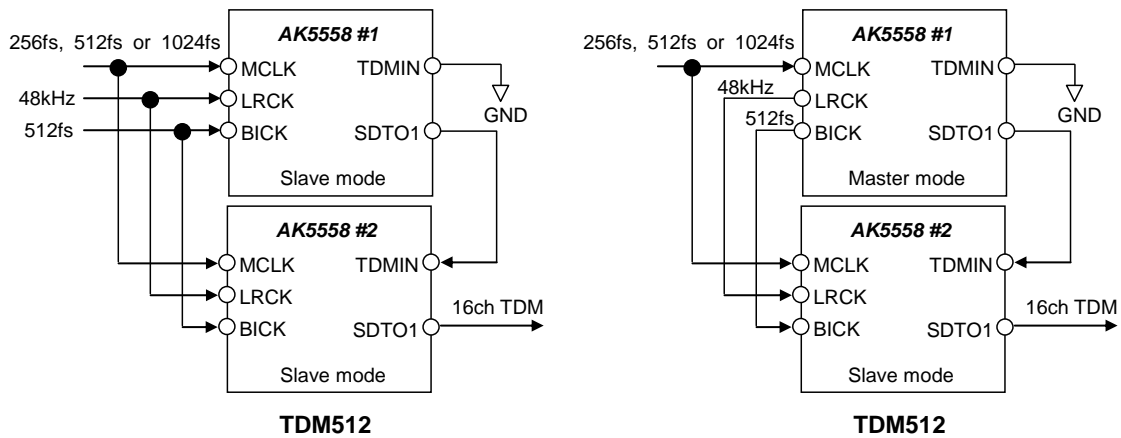 256fs, 512fs or 1024fs
48kHz
512fs
AK5558 #1
MCLK
TDMIN
LRCK
GND
BICK
SDTO1
Slave mode
AK5558 #2
MCLK
TDMIN
LRCK
16ch TDM
BICK
SDTO1
Slave mode
TDM512
256fs, 512fs or 1024fs
48kHz
512fs
AK5558 #1
MCLK
TDMIN
LRCK
GND
BICK
SDTO1
Master mode
AK5558 #2
MCLK
TDMIN
LRCK
16ch TDM
BICK
SDTO1
Slave mode
TDM512